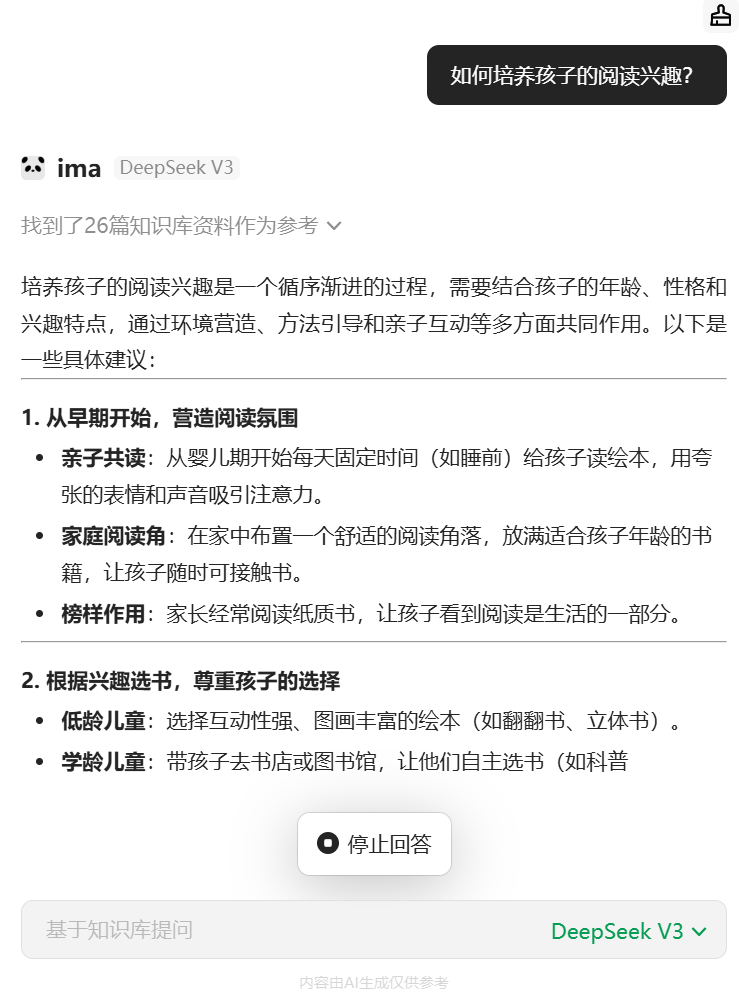 如何培养孩子的阅读兴趣？
ima DeepSeek V3
找到了26篇知识库资料作为参考
培养孩子的阅读兴趣是一个循序渐进的过程，需要结合孩子的年龄、性格和
兴趣特点，通过环境营造、方法引导和亲子互动等多方面共同作用。以下是
一些具体建议：
1. 从早期开始，营造阅读氛围
• 亲子共读：从婴儿期开始每天固定时间（如睡前）给孩子读绘本，用夸
张的表情和声音吸引注意力。
• 家庭阅读角：在家中布置一个舒适的阅读角落，放满适合孩子年龄的书
籍，让孩子随时可接触书。
• 榜样作用：家长经常阅读纸质书，让孩子看到阅读是生活的一部分。
2. 根据兴趣选书，尊重孩子的选择
• 低龄儿童：选择互动性强、图画丰富的绘本（如翻翻书、立体书）。
• 学龄儿童：带孩子去书店或图书馆，让他们自主选书（如科普
停止回答
基于知识库提问 DeepSeek V3
内容由AI生成仅供参考